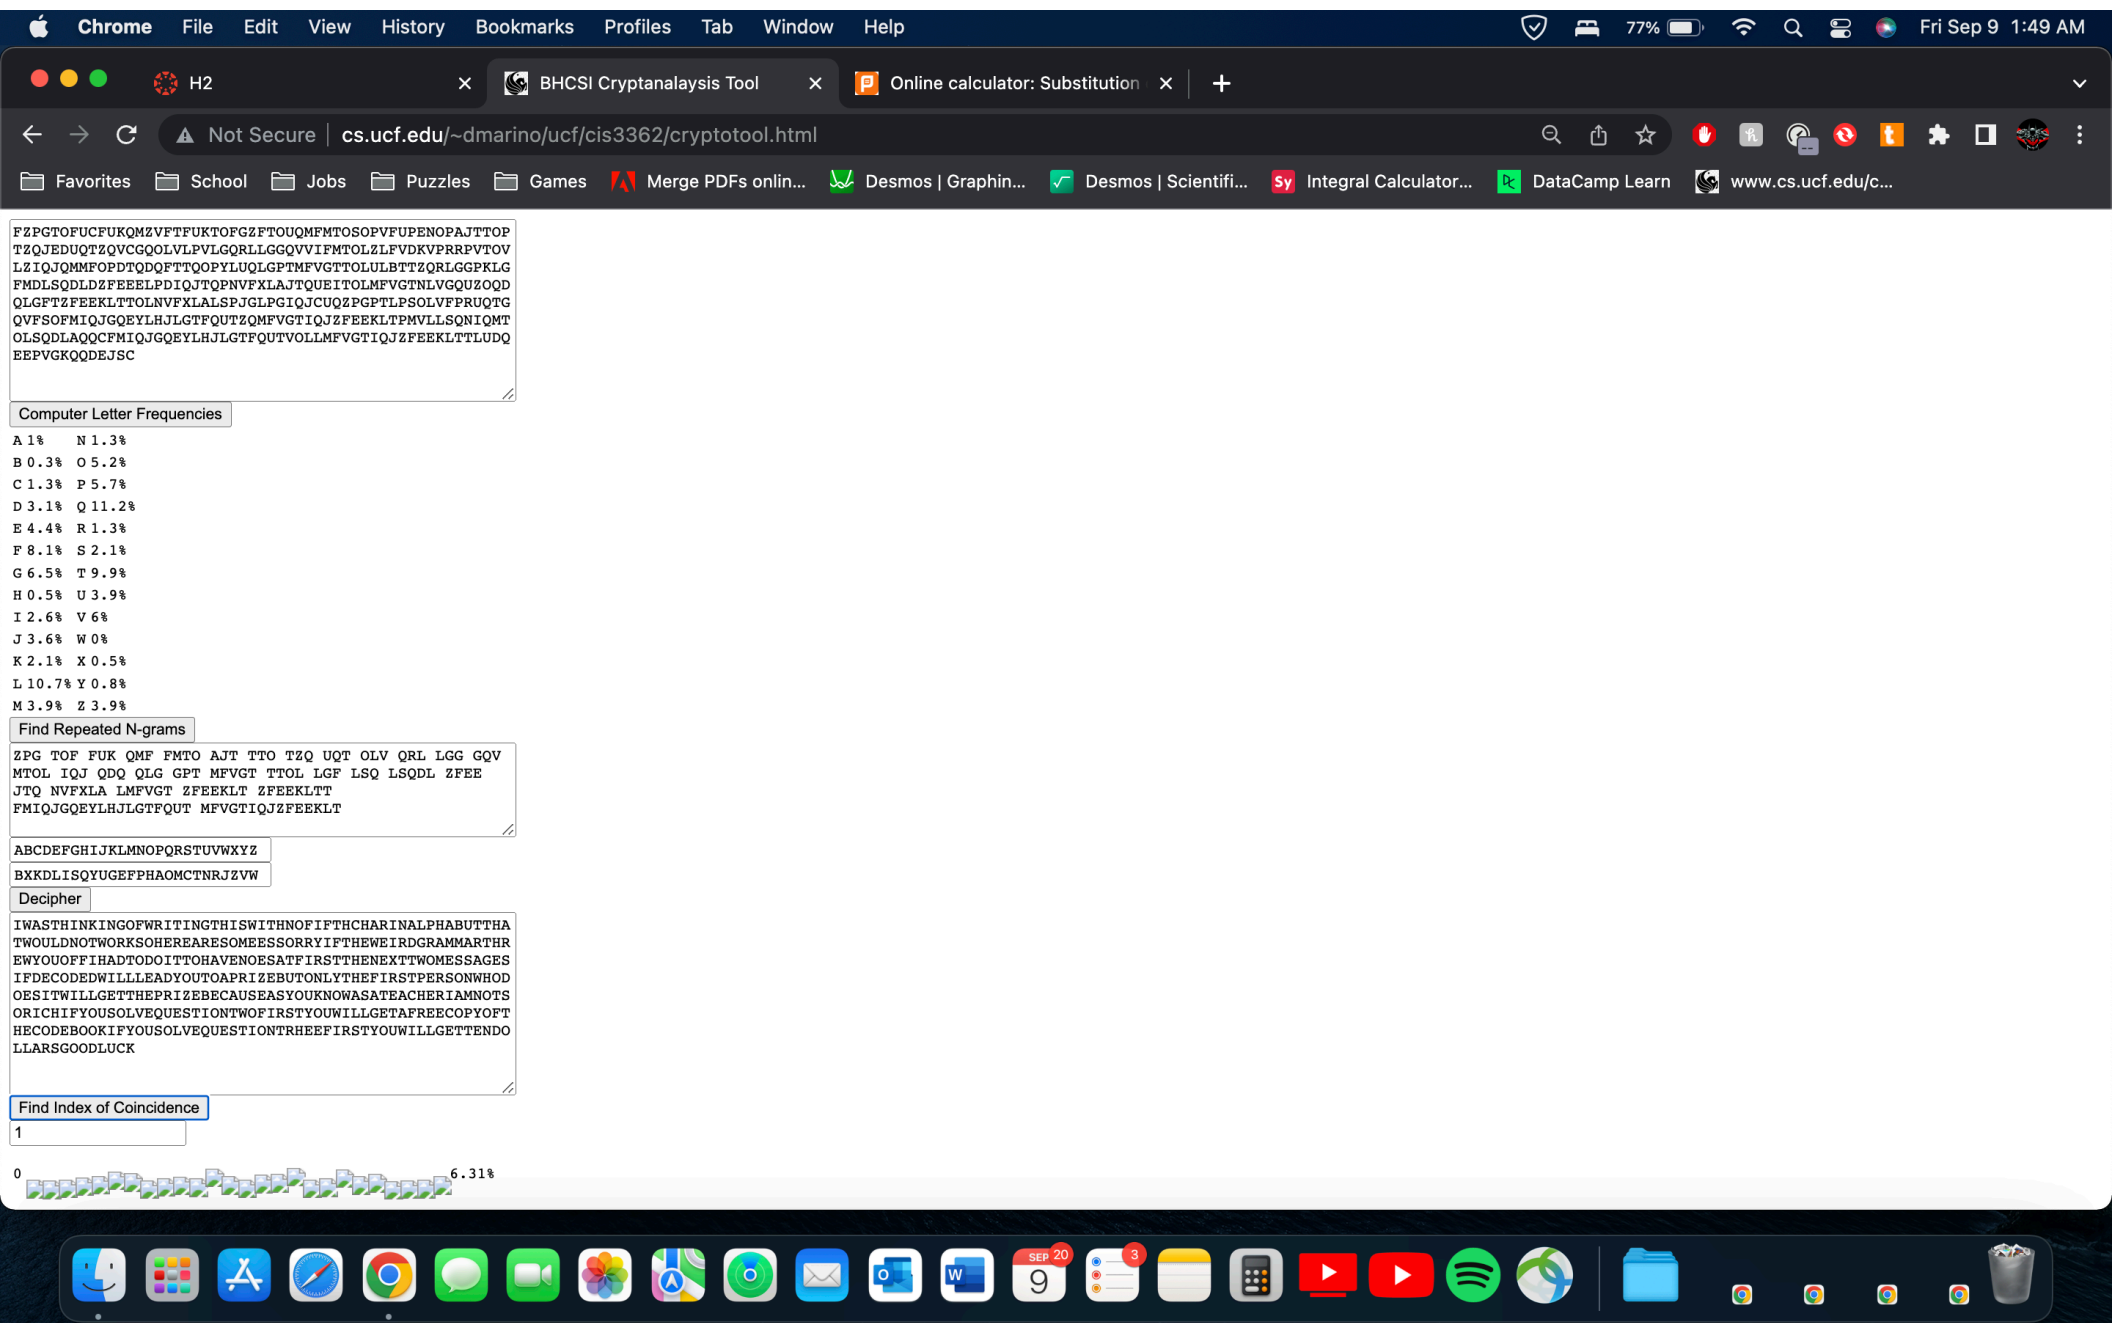 Chrome File Edit View History Bookmarks Profiles Tab Window Help 77% Fri Sep 9 1:49 AM
H2 BHCSI Cryptanalaysis Tool Online calculator: Substitution
Not Secure cs.ucf.edu/~dmarino/ucf/cis3362/cryptotool.html
Favorites School Jobs Puzzles Games Merge PDFs onlin... Desmos | Graphin... Desmos | Scientifi... Sy Integral Calculator... DataCamp Learn www.cs.ucf.edu/c...
FZPGTOFUCFUKQMZVFTFUKTOFGZFTOUQMFMTOSOPVFUPENOPAJTTOP
TZQJEDUQTZQVCGQOLVLPVLGQRLLGGQVVIFMTOLZLFVDKVPRRPVTOV
LZIQJQMMFOPDTQDQFTTQOPYLUQLGPTMFVGTTOLULBTTZQRLGGPKLG
FMDLSQDLDZFEEELPDIQJTQPNVFXLAJTQUEITOLMFVGTNLVGQUZOQD
QLGFTZFEEKLTTOLNVFXLALSPJGLPGIQJCUQZPGPTLPSOLVFPRUQTG
QVFSOFMIQJGQEYLHJLGTFQUTZQMFVGTIQJZFEEKLTPMVLLSQNIQMT
OLSQDLAQQCFMIQJGQEYLHJLGTFQUTVOLLMFVGTIQJZFEEKLTTLUDQ
EEPVGKQQDEJSC
Computer Letter Frequencies
A 1% N 1.3%
B 0.3% O 5.2%
C 1.3% P 5.7%
D 3.1% Q 11.2%
E 4.4% R 1.3%
F 8.1% S 2.1%
G 6.5% T 9.9%
H 0.5% U 3.9%
I 2.6% V 6%
J 3.6% W 0%
K 2.1% X 0.5%
L 10.7% Y 0.8%
M 3.9% Z 3.9%
Find Repeated N-grams
ZPG TOF FUK QMF FMTO AJT TTO TZQ UQT OLV QRL LGG GQV
MTOL IQJ QDQ QLG GPT MFVGT TTOL LGF LSQ LSQDL ZFEE
JTQ NVFXLA LMFVGT ZFEEKLT ZFEEKLTT
FMIQJGQEYLHJLGTFQUT MFVGTIQJZFEEKLT
ABCDEFGHIJKLMNOPQRSTUVWXYZ
BXKDLISQYUGEFPHAOMCTNRJZVW
Decipher
IWASTHINKINGOFWRITINGTHISWITHNOFIFTHCHARINALPHABUTTHA
TWOULDNOTWORKSOHEREARESOMEESSORRYIFTHEWEIRDGRAMMARTHR
EWYOUOFFIHADTODOITTOHAVENOESATFIRSTTHENEXTTWOMESSAGES
IFDECODEDWILLLEADYOUTOAPRIZEBUTONLYTHEFIRSTPERSONWHOD
OESITWILLGETTHEPRIZEBECAUSEASYOUKNOWASATEACHERIAMNOTS
ORICHIFYOUSOLVEQUESTIONTWOFIRSTYOUWILLGETAFREECOPYOFT
HECODEBOOKIFYOUSOLVEQUESTIONTRHEEFIRSTYOUWILLGETTENDO
LLARSGOODLUCK
Find Index of Coincidence
1
0 6.31%
SEP 20
9
3